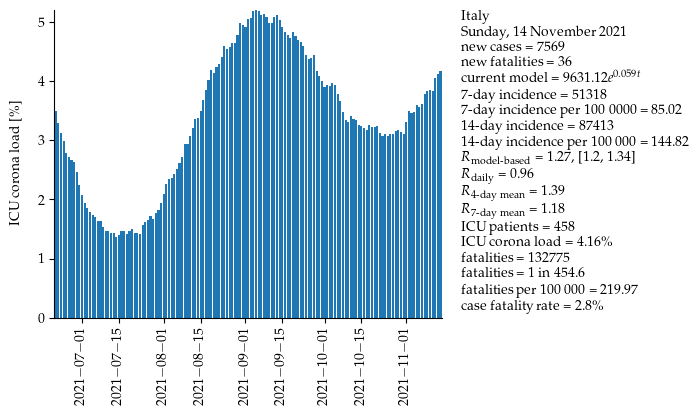 5
4
3
2
1
0
ICU corona load [%]
2021−07−01
2021−07−15
2021−08−01
2021−08−15
2021−09−01
2021−09−15
2021−10−01
2021−10−15
2021−11−01
Italy
Sunday, 14 November 2021
new cases = 7569
new fatalities = 36
current model = 9631.12e^0.059t
7-day incidence = 51318
7-day incidence per 100 0000 = 85.02
14-day incidence = 87413
14-day incidence per 100 000 = 144.82
R_model-based = 1.27, [1.2, 1.34]
R_daily = 0.96
R_4-day mean = 1.39
R_7-day mean = 1.18
ICU patients = 458
ICU corona load = 4.16%
fatalities = 132775
fatalities = 1 in 454.6
fatalities per 100 000 = 219.97
case fatality rate = 2.8%